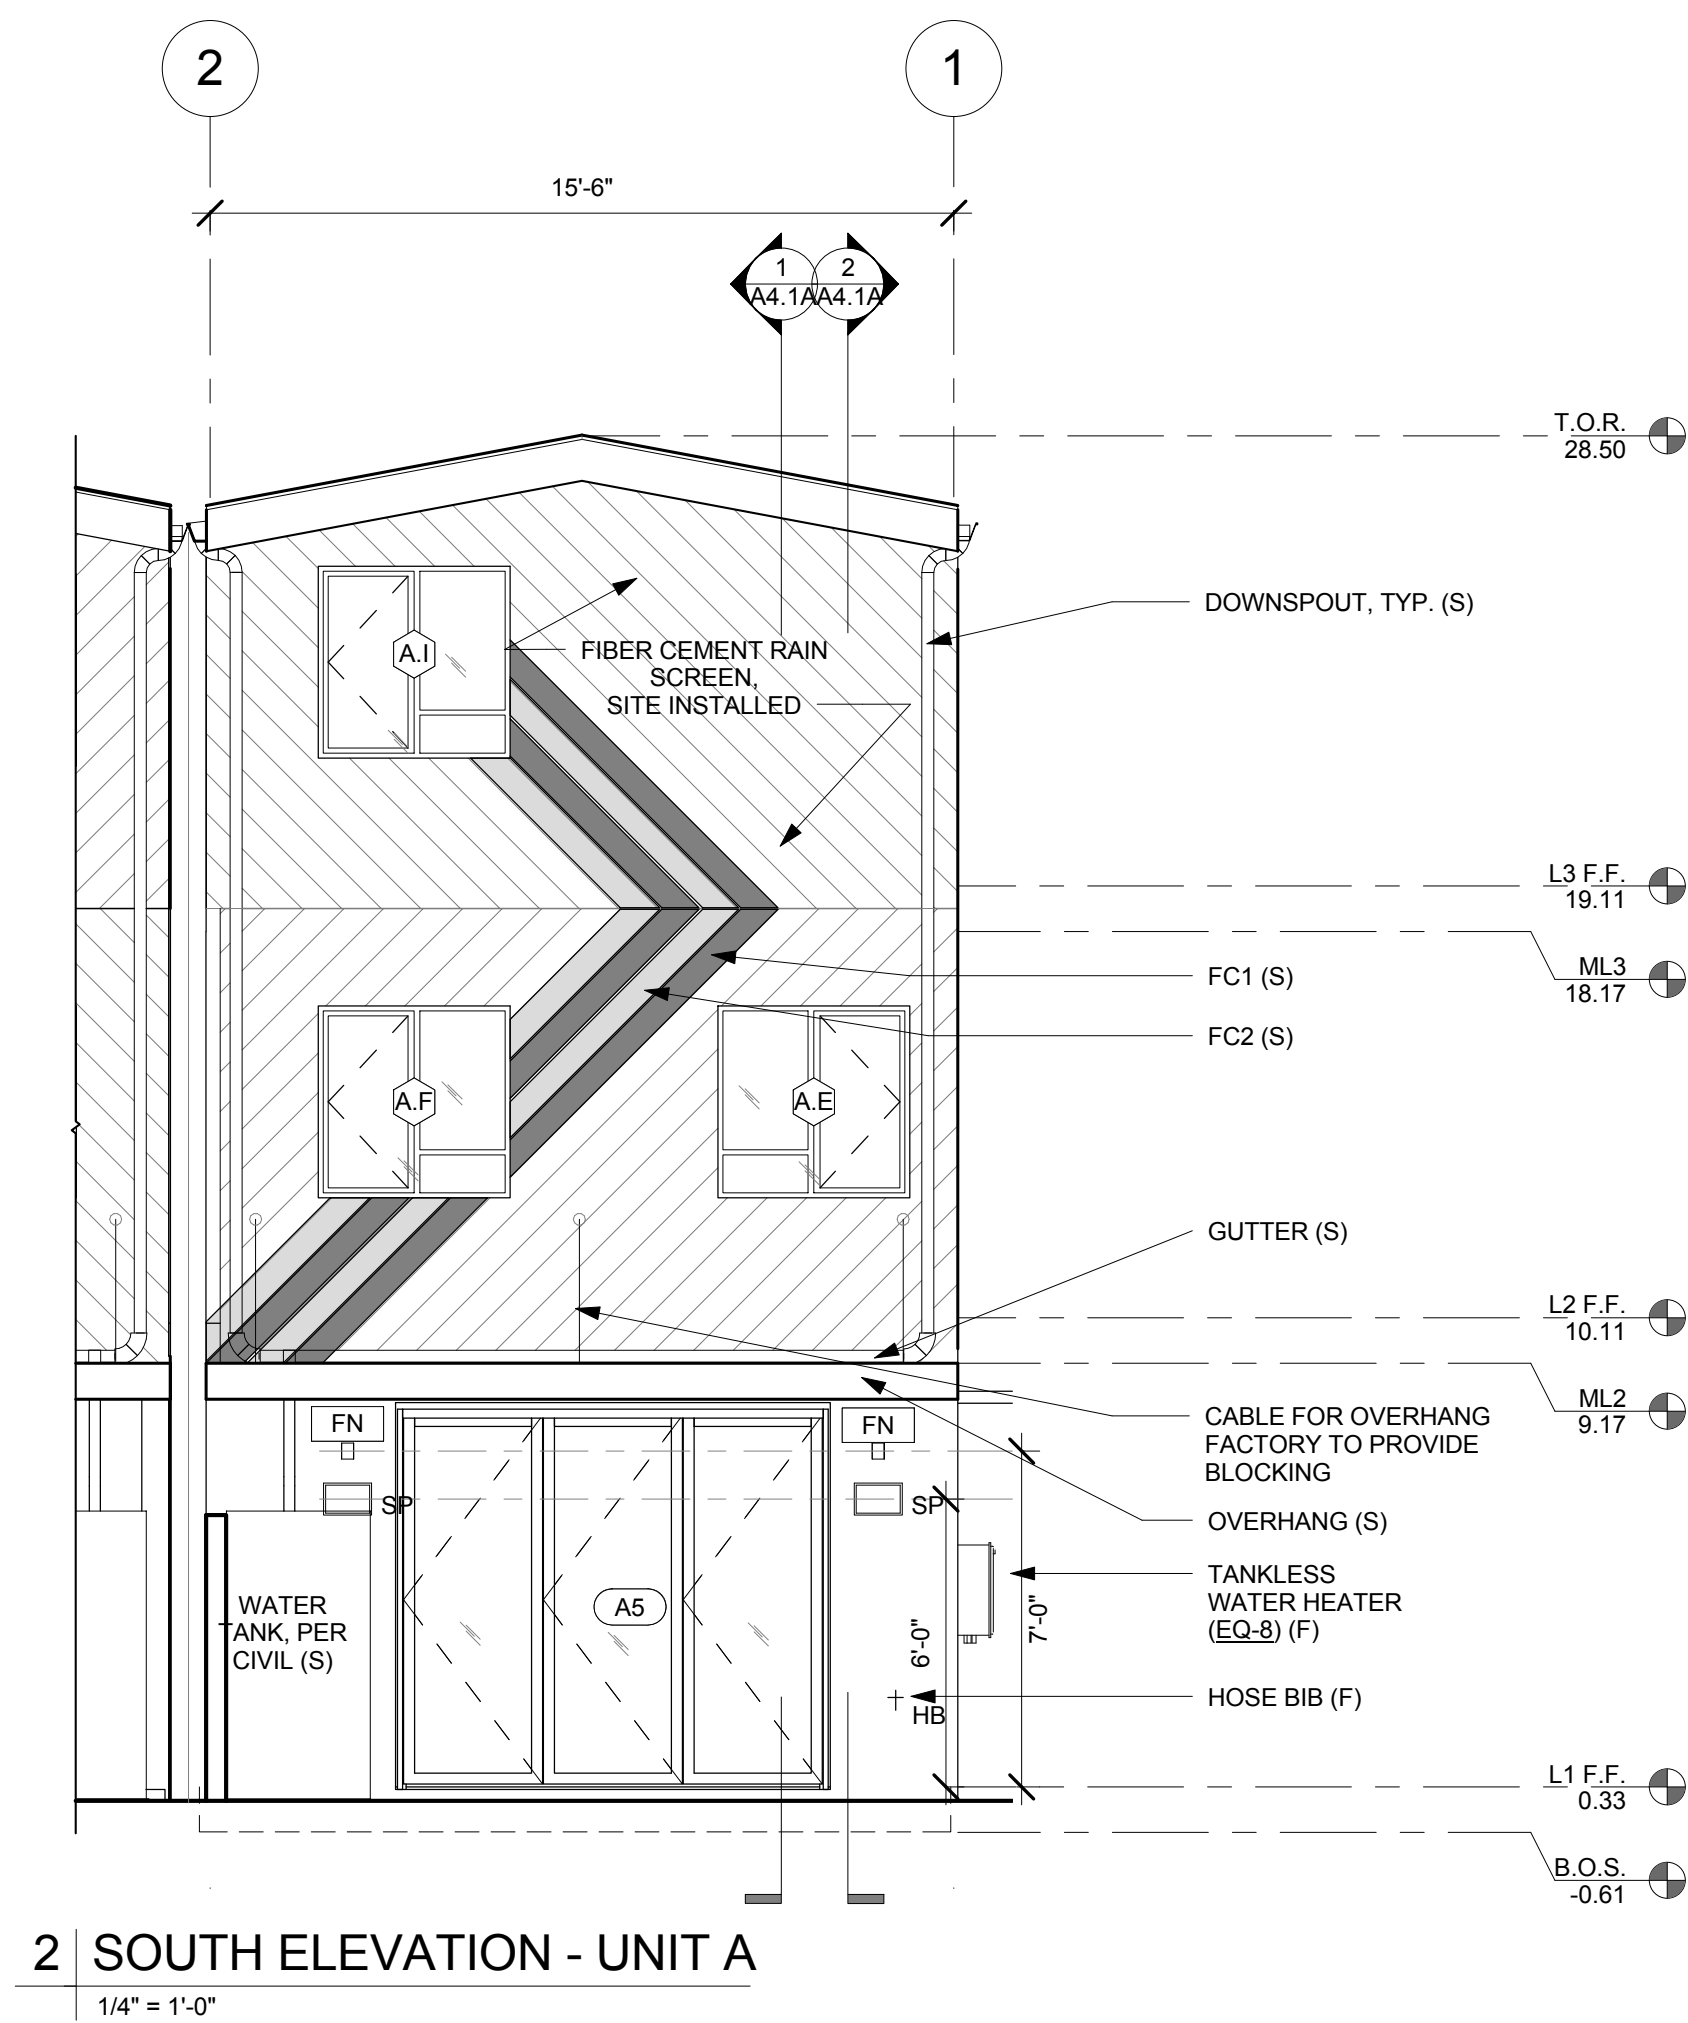 2
1
15'-6"
1
A4.1A
2
A4.1A
T.O.R.
28.50
DOWNSPOUT, TYP. (S)
A.I
FIBER CEMENT RAIN
SCREEN,
SITE INSTALLED
L3 F.F.
19.11
ML3
18.17
FC1 (S)
FC2 (S)
A.F
A.E
GUTTER (S)
L2 F.F.
10.11
ML2
9.17
CABLE FOR OVERHANG
FACTORY TO PROVIDE
BLOCKING
FN
FN
SP
SP
OVERHANG (S)
TANKLESS
WATER HEATER
(EQ-8) (F)
WATER
TANK, PER
CIVIL (S)
A5
6'-0"
7'-0"
HOSE BIB (F)
HB
L1 F.F.
0.33
B.O.S.
-0.61
2 SOUTH ELEVATION - UNIT A
1/4" = 1'-0"